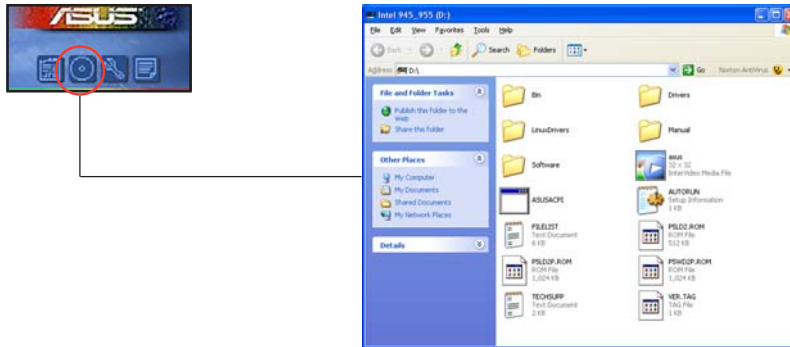 ASUS
Intel 945_955 (D:)
File Edit View Favorites Tools Help
Back Search Folders
Address D:\ Go Norton AntiVirus
File and Folder Tasks
Publish this folder to the
Web
Share this folder
Other Places
My Computer
My Documents
Shared Documents
My Network Places
Details
Bin
Drivers
LinuxDrivers
Manual
Software
asus
32 x 32
InterVideo Media File
ASUSACPI
AUTORUN
Setup Information
1 KB
FILELIST
Text Document
6 KB
P5LD2.ROM
ROM File
512 KB
P5LD2P.ROM
ROM File
1,024 KB
P5WD2P.ROM
ROM File
1,024 KB
TECHSUPP
Text Document
2 KB
VER.TAG
TAG File
1 KB